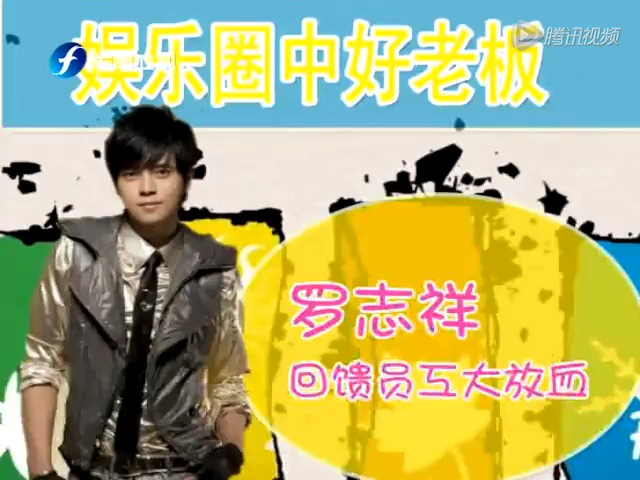 娱乐圈中好老板
腾讯视频
罗志祥
回馈员工大放血